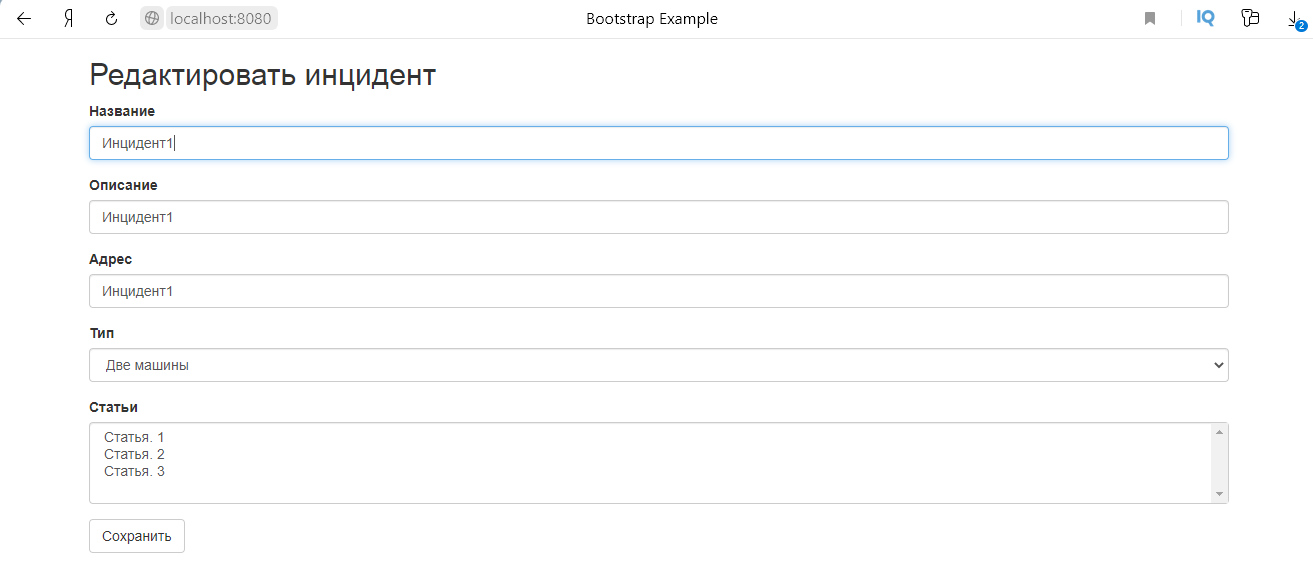 Я localhost:8080 Bootstrap Example IQ 2
Редактировать инцидент
Название
Инцидент1
Описание
Инцидент1
Адрес
Инцидент1
Тип
Две машины
Статьи
Статья. 1
Статья. 2
Статья. 3
Сохранить